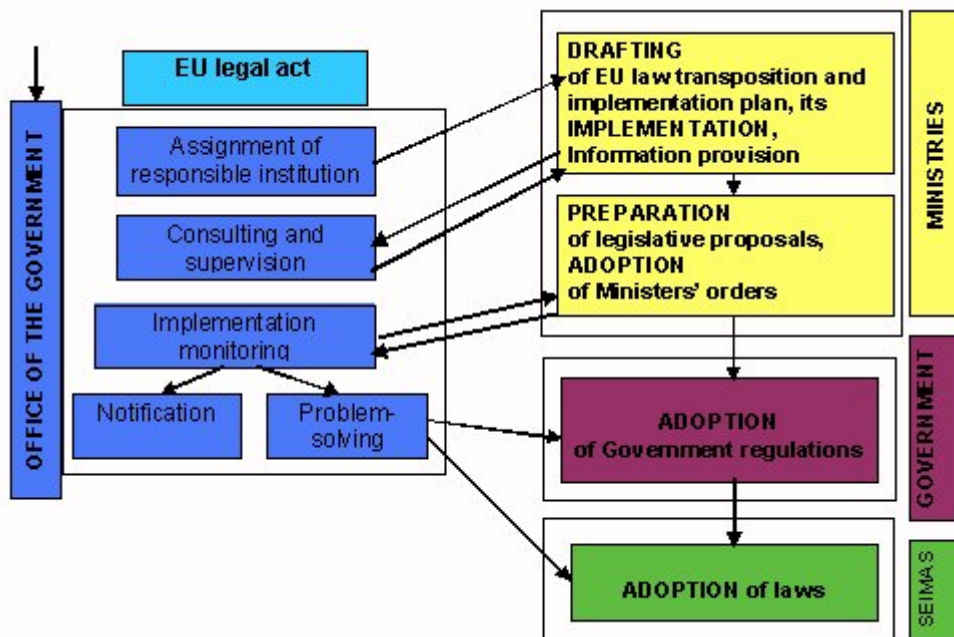 OFFICE OF THE GOVERNMENT
EU legal act
Assignment of
responsible institution
Consulting and
supervision
Implementation
monitoring
Notification
Problem-
solving
DRAFTING
of EU law transposition and
implementation plan, its
IMPLEMENTATION,
Information provision
PREPARATION
of legislative proposals,
ADOPTION
of Ministers' orders
ADOPTION
of Government regulations
ADOPTION of laws
MINISTRIES
GOVERNMENT
SEIMAS